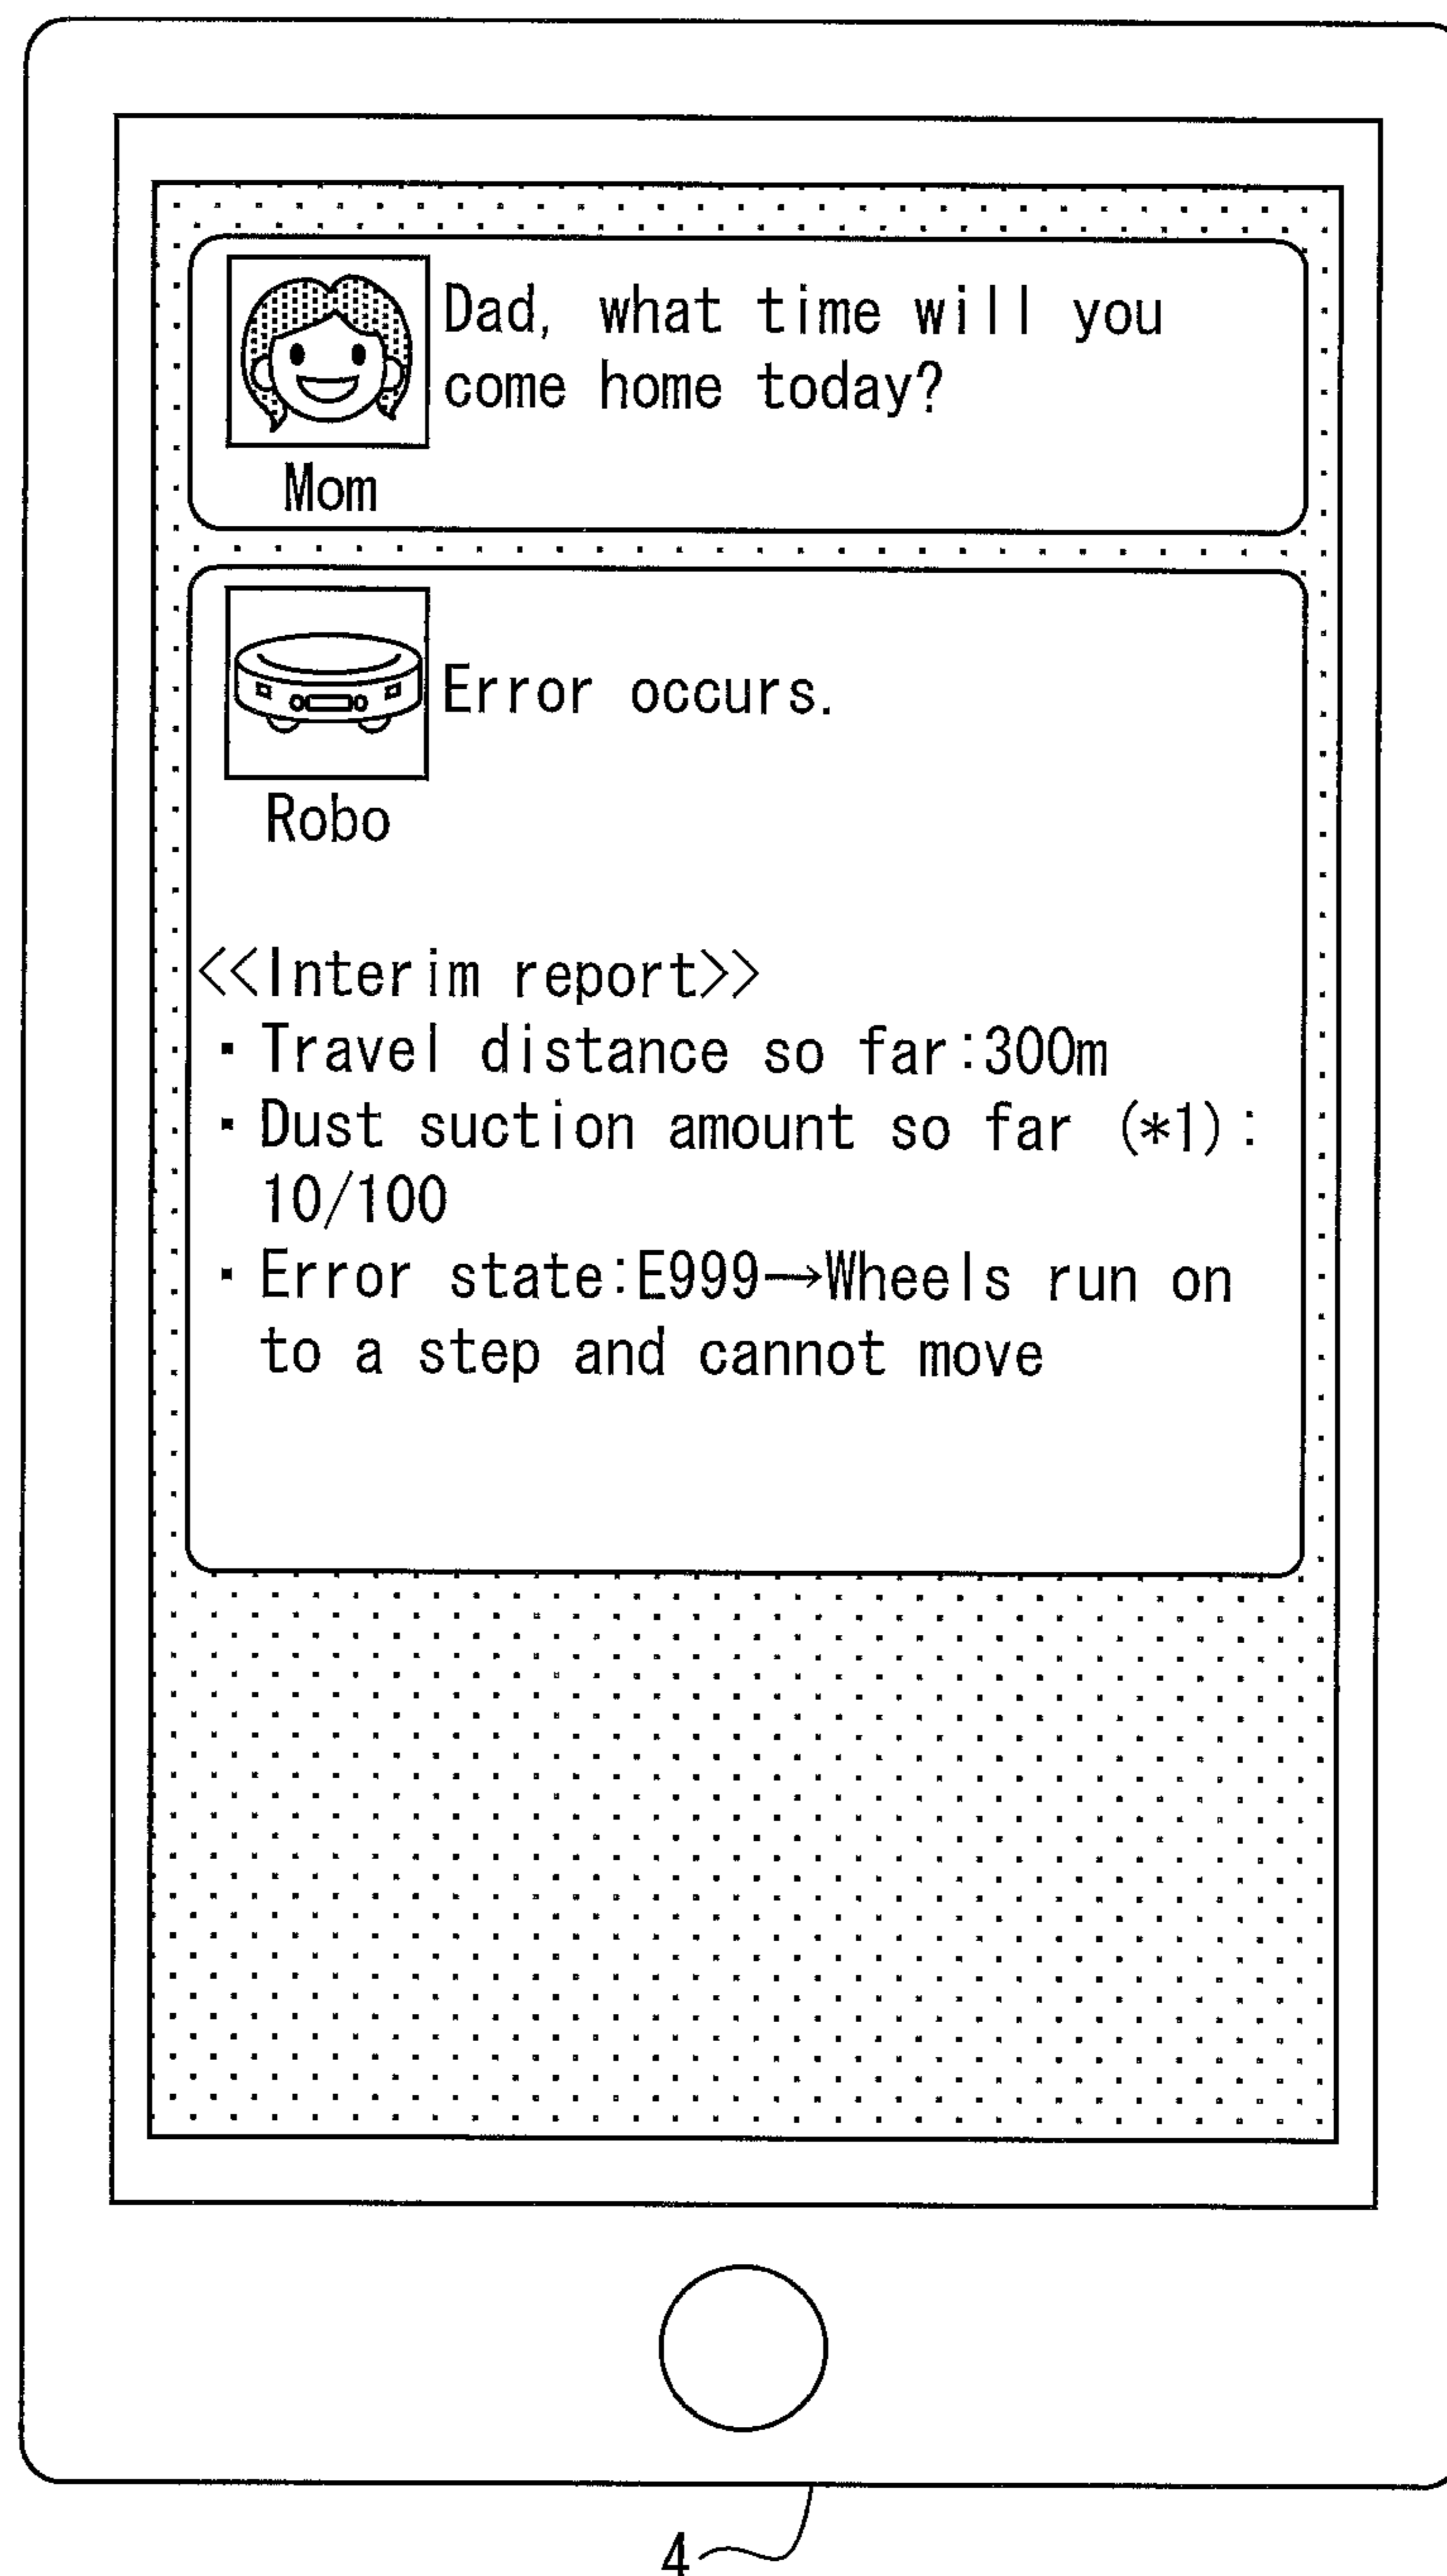 Dad, what time will you
come home today?
Mom
Error occurs.
Robo
<<Interim report>>
・Travel distance so far:300m
・Dust suction amount so far (*1):
10/100
・Error state:E999→Wheels run on
to a step and cannot move
4